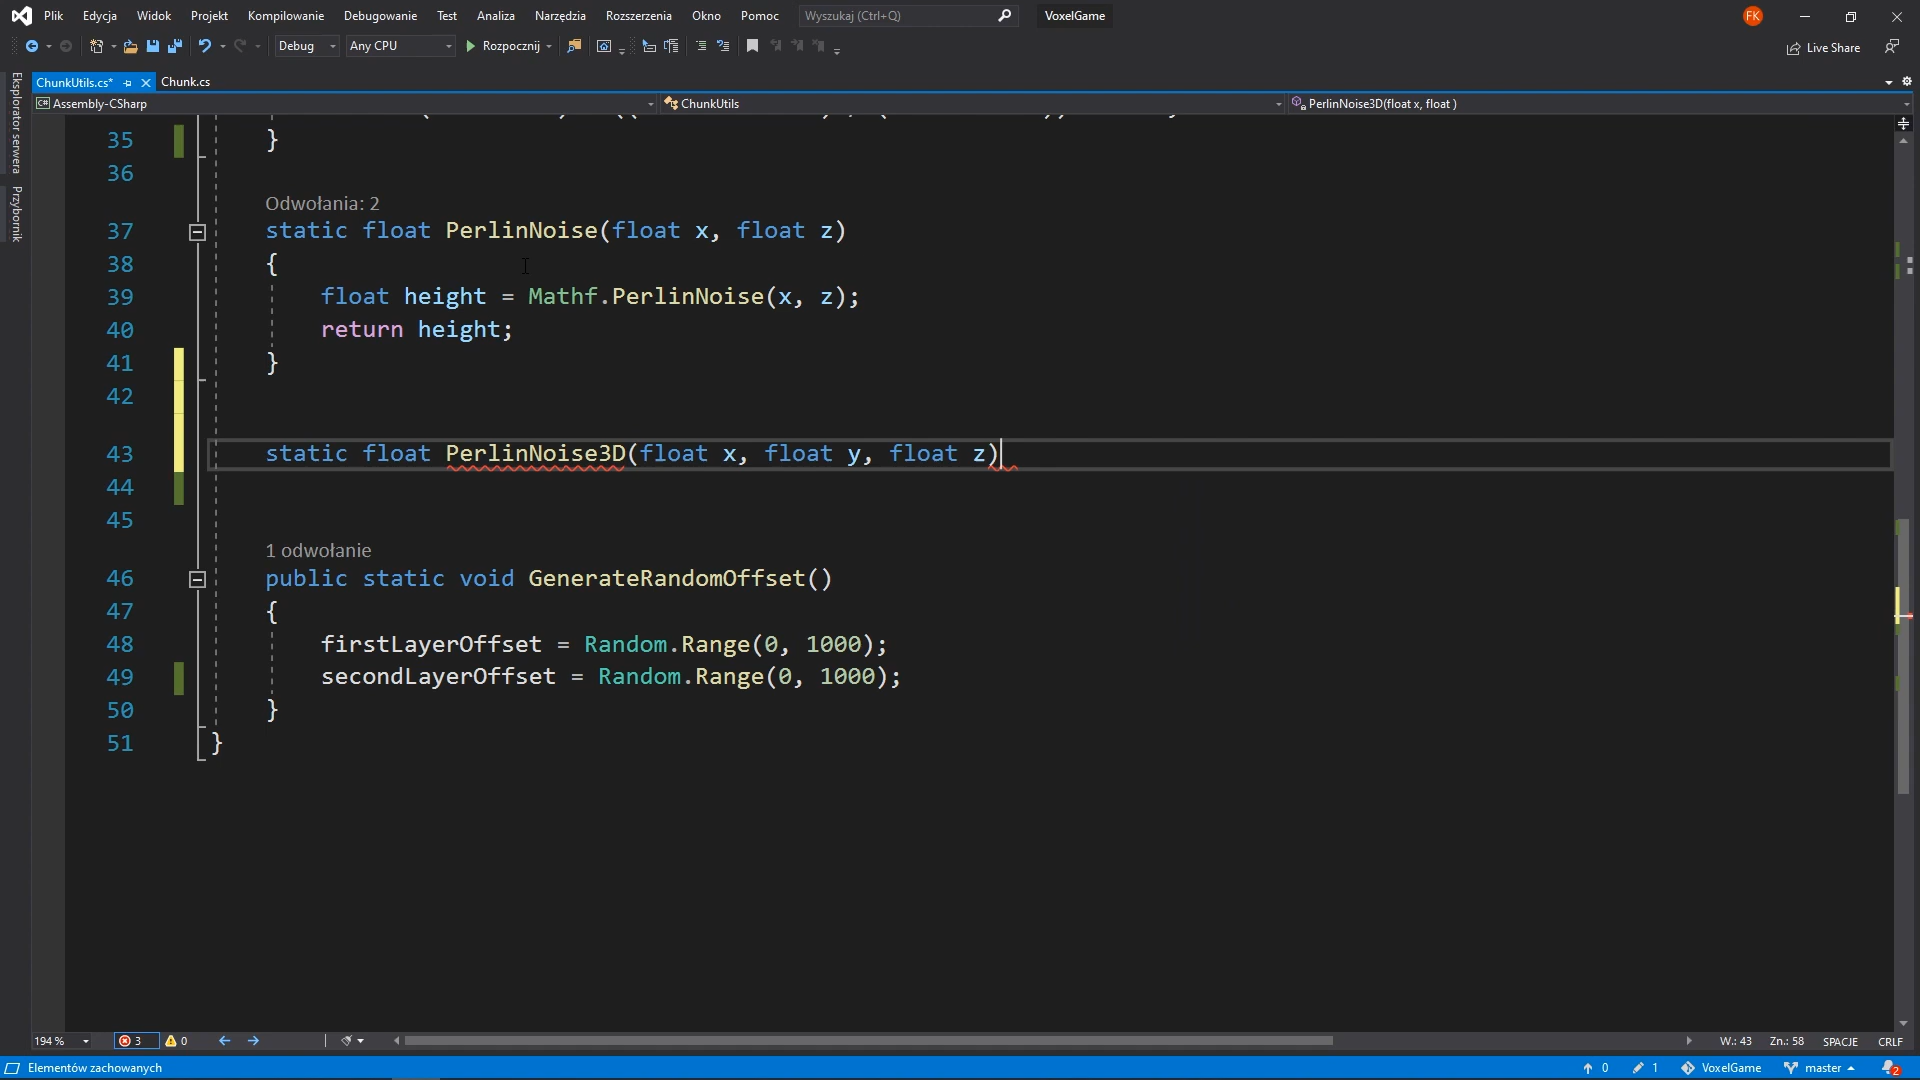 Plik Edycja Widok Projekt Kompilowanie Debugowanie Test Analiza Narzędzia Rozszerzenia Okno Pomoc Wyszukaj (Ctrl+Q) VoxelGame FK
Debug Any CPU Rozpocznij Live Share
ChunkUtils.cs* Chunk.cs
Assembly-CSharp ChunkUtils PerlinNoise3D(float x, float )
Eksplorator serwera
Przybornik
35 }
36
Odwołania: 2
37 static float PerlinNoise(float x, float z)
38 {
39 float height = Mathf.PerlinNoise(x, z);
40 return height;
41 }
42
43 static float PerlinNoise3D(float x, float y, float z)
44
45
1 odwołanie
46 public static void GenerateRandomOffset()
47 {
48 firstLayerOffset = Random.Range(0, 1000);
49 secondLayerOffset = Random.Range(0, 1000);
50 }
51 }
194 % 3 0 W.: 43 Zn.: 58 SPACJE CRLF
Elementów zachowanych 0 1 VoxelGame master 2